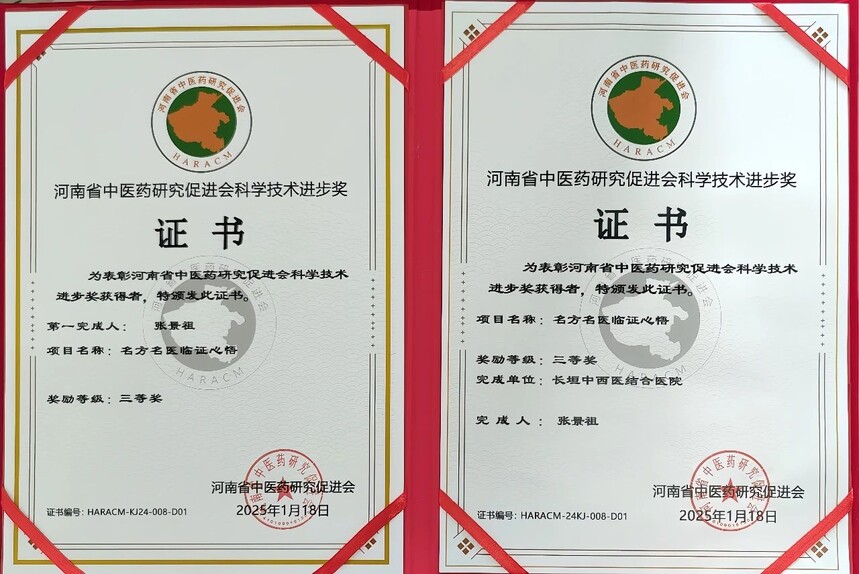 河南省中医药研究促进会
HARACM
河南省中医药研究促进会科学技术进步奖
证书
为表彰河南省中医药研究促进会科学技术
进步奖获得者，特颁发此证书。
第一完成人： 张景祖
项目名称：名方名医临证心悟
奖励等级：三等奖
河南省中医药研究促进会
2025年1月18日
证书编号：HARACM-KJ24-008-D01
河南省中医药研究促进会
HARACM
河南省中医药研究促进会科学技术进步奖
证书
为表彰河南省中医药研究促进会科学技术
进步奖获得者，特颁发此证书。
项目名称：名方名医临证心悟
奖励等级：三等奖
完成单位：长垣中西医结合医院
完成人：张景祖
河南省中医药研究促进会
2025年1月18日
证书编号：HARACM-24KJ-008-D01